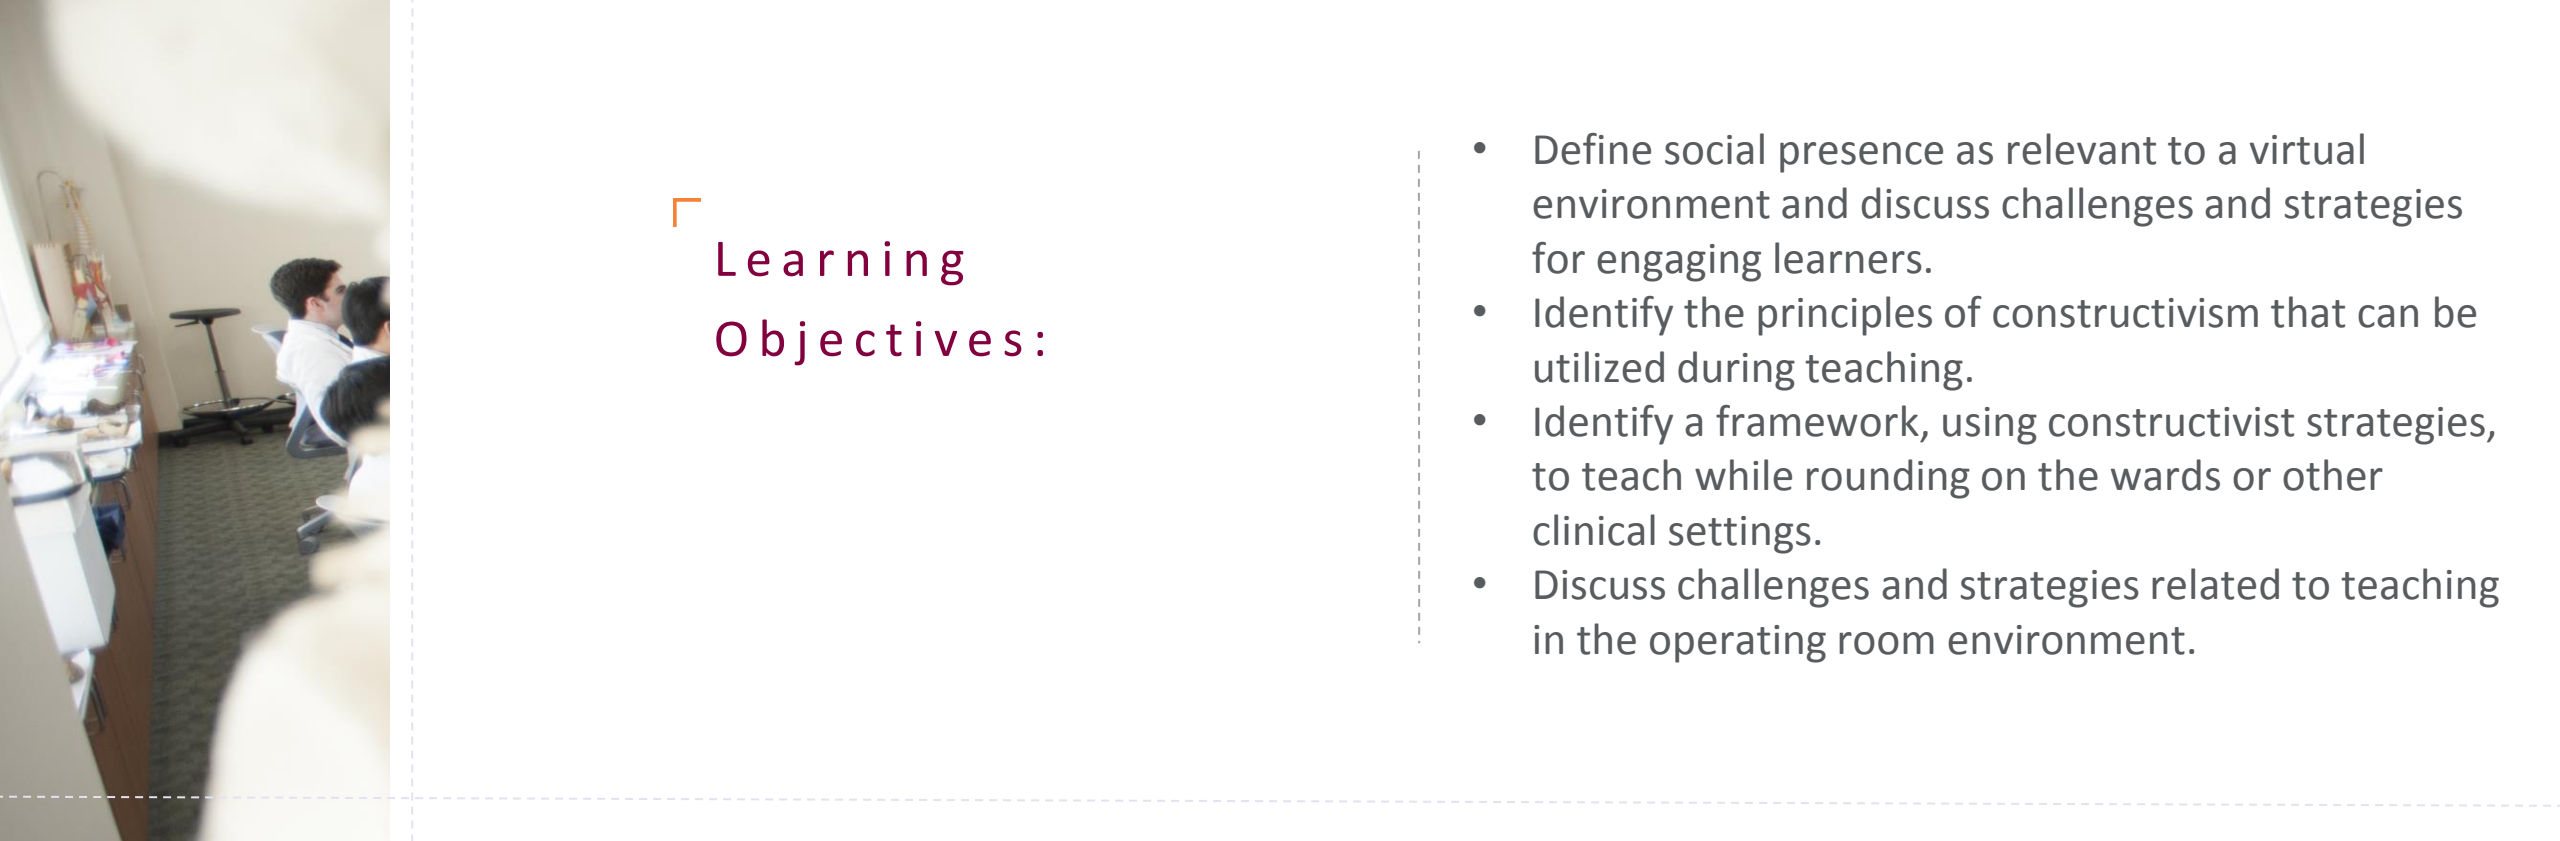 Learning
Objectives:
• Define social presence as relevant to a virtual
environment and discuss challenges and strategies
for engaging learners.
• Identify the principles of constructivism that can be
utilized during teaching.
• Identify a framework, using constructivist strategies,
to teach while rounding on the wards or other
clinical settings.
• Discuss challenges and strategies related to teaching
in the operating room environment.